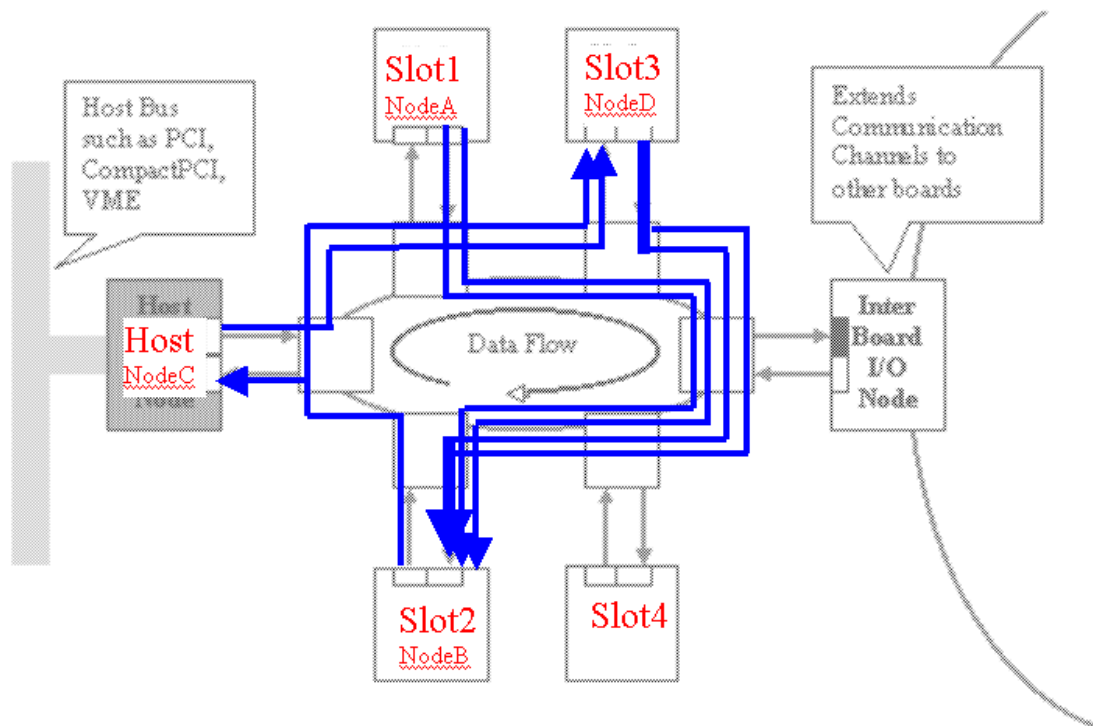 Slot1
NodeA
Slot3
NodeD
Host Bus
such as PCI,
CompactPCI,
VME
Extends
Communication
Channels to
other boards
Host
Host
NodeC
Node
Data Flow
Inter
Board
I/O
Node
Slot2
NodeB
Slot4